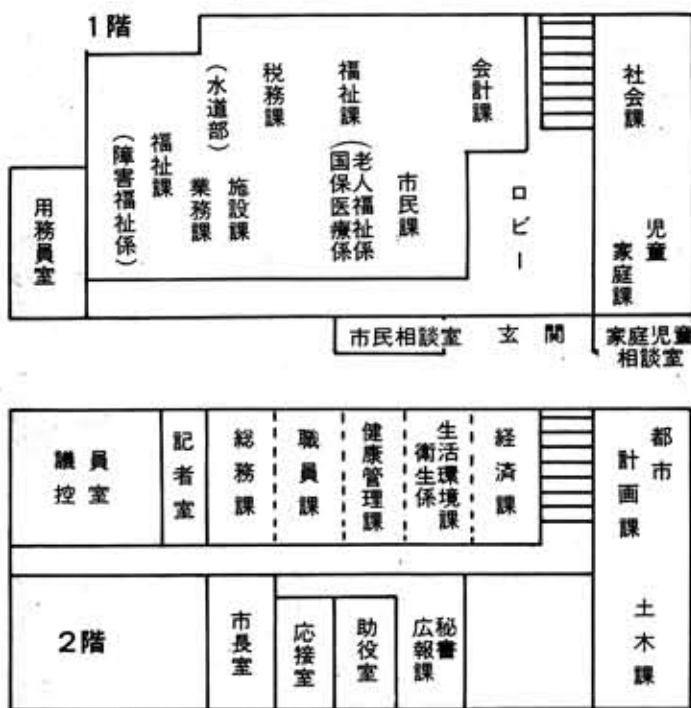 1階
社会課
児童
家庭課
会計課
ロビー
福祉課
(老人福祉係
国保医療係)
市民課
税務課
(水道部)
施設課
業務課
福祉課
(障害福祉係)
用務員室
市民相談室
玄関
家庭児童
相談室
都市
計画課
土木課
経済課
生活環境課
衛生係
健康管理課
職員課
総務課
記者室
議員
控室
2階
市長室
応接室
助役室
秘書
広報課